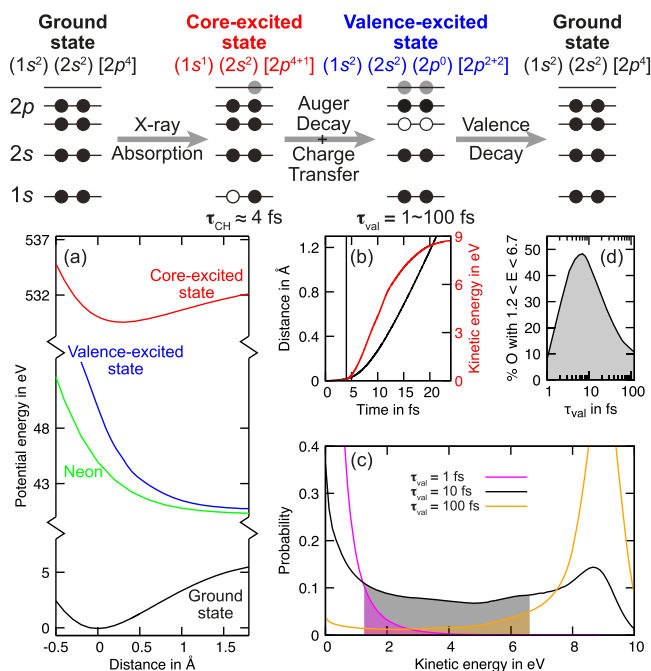 Ground state
Core-excited state
Valence-excited state
Ground state
(1s²) (2s²) [2p⁴]
(1s¹) (2s²) [2p⁴⁺¹]
(1s²) (2s²) (2p⁰) [2p²⁺²]
(1s²) (2s²) [2p⁴]
2p
2s
1s
X-ray
Absorption
Auger
Decay
+
Charge
Transfer
Valence
Decay
τCH ≈ 4 fs
τval = 1~100 fs
(a)
537
532
48
43
5
0
Potential energy in eV
Core-excited
state
Valence-excited
state
Neon
Ground
state
-0.5 0 0.5 1 1.5
Distance in Å
(b)
1.2
0.8
0.4
0.0
Distance in Å
9
6
3
0
Kinetic energy in eV
0 5 10 15 20
Time in fs
(d)
50
40
30
20
10
0
% O with 1.2 < E < 6.7
1 10 100
τval in fs
(c)
0.4
0.3
0.2
0.1
0
Probability
τval = 1 fs
τval = 10 fs
τval = 100 fs
0 2 4 6 8 10
Kinetic energy in eV